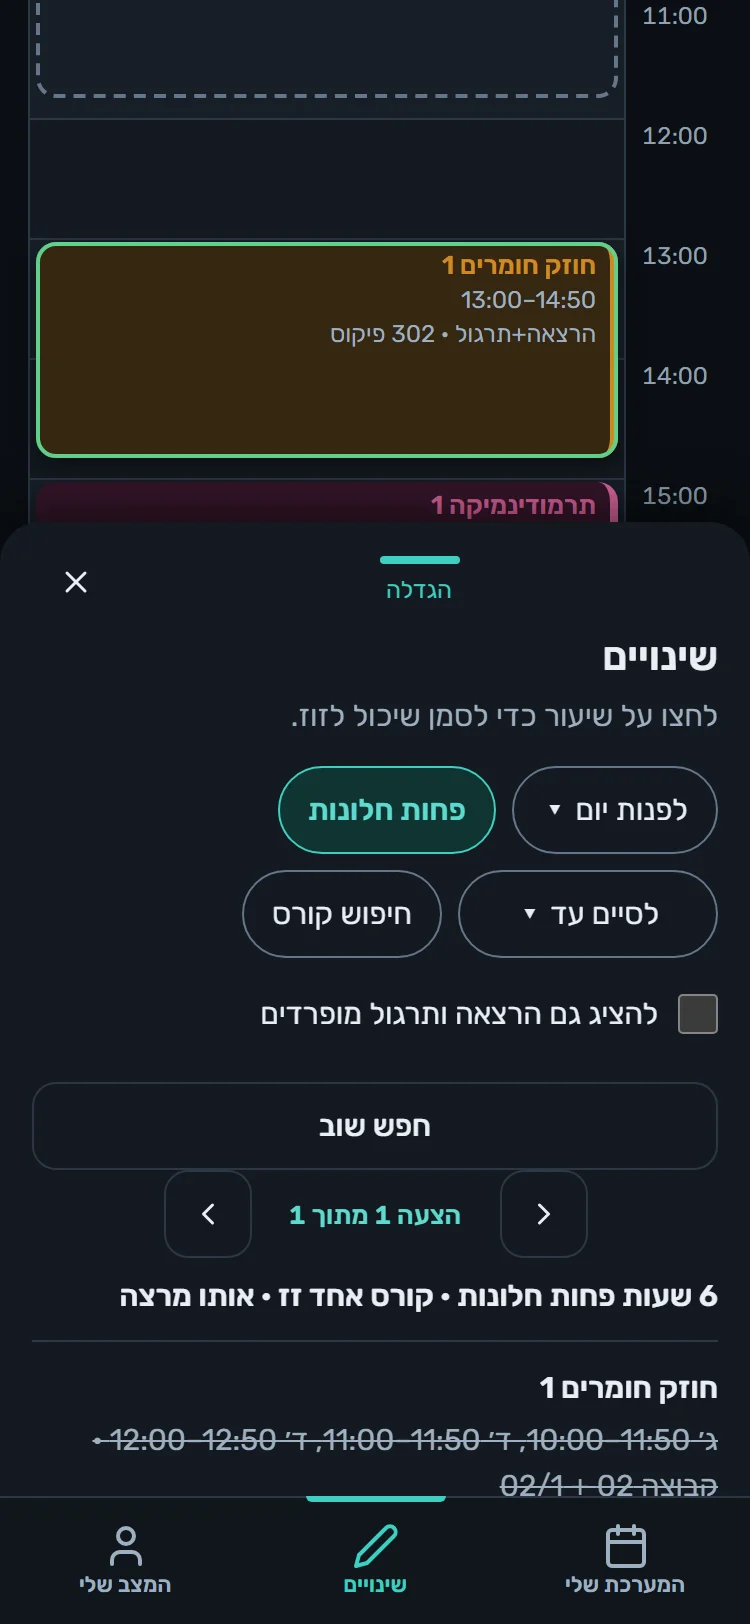 11:00
12:00
13:00
חוזק חומרים 1
13:00–14:50
הרצאה+תרגול • 302 פיקוס
14:00
15:00
תרמודינמיקה 1
הגדלה
שינויים
לחצו על שיעור כדי לסמן שיכול לזוז.
לפנות יום ▼
פחות חלונות
לסיים עד ▼
חיפוש קורס
להציג גם הרצאה ותרגול מופרדים
חפש שוב
הצעה 1 מתוך 1
6 שעות פחות חלונות • קורס אחד זז • אותו מרצה
חוזק חומרים 1
ג׳ 10:00–11:50, ד׳ 11:00–11:50, ד׳ 12:00–12:50 •
קבוצה 02 + 02/1
המערכת שלי
שינויים
המצב שלי